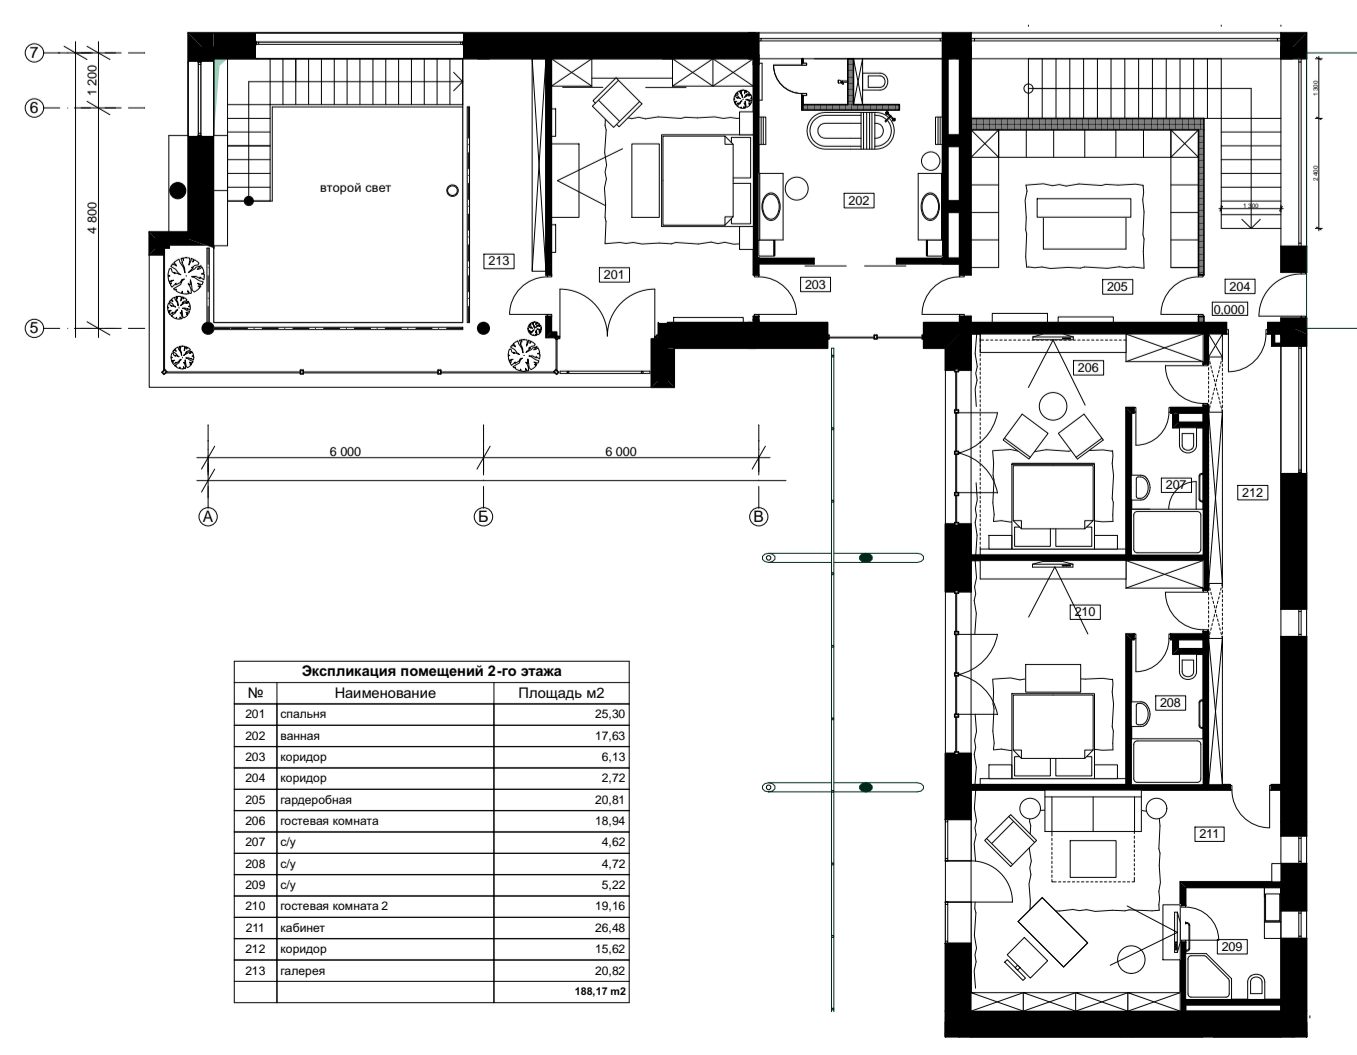 7
1 200
1 300
6
второй свет
4 800
2 400
202
1 300
213
201
203
205
204
0,000
5
206
6 000
6 000
207
212
А
Б
В
210
208
Экспликация помещений 2-го этажа
№ Наименование Площадь м2
201 спальня 25,30
202 ванная 17,63
203 коридор 6,13
204 коридор 2,72
205 гардеробная 20,81
206 гостевая комната 18,94
207 с/у 4,62
208 с/у 4,72
209 с/у 5,22
210 гостевая комната 2 19,16
211 кабинет 26,48
212 коридор 15,62
213 галерея 20,82
188,17 m2
211
209